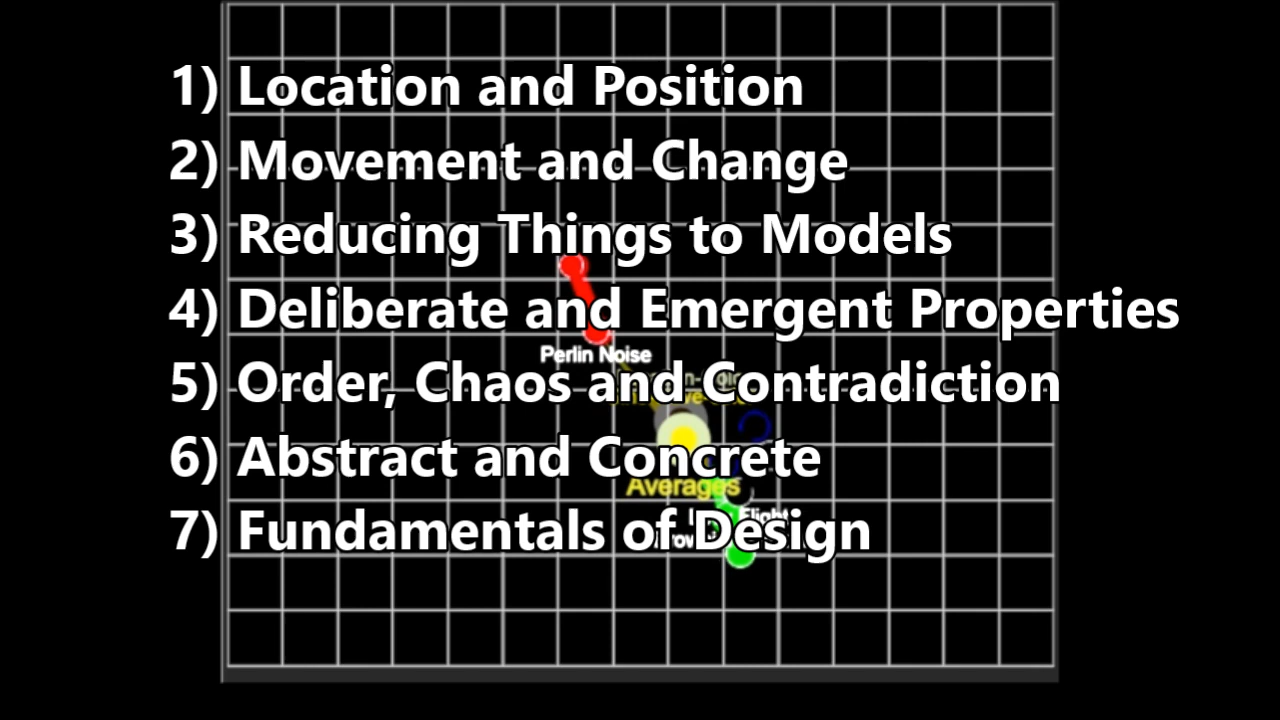 1) Location and Position
2) Movement and Change
3) Reducing Things to Models
4) Deliberate and Emergent Properties
Perlin Noise
5) Order, Chaos and Contradiction
6) Abstract and Concrete
Averages
7) Fundamentals of Design